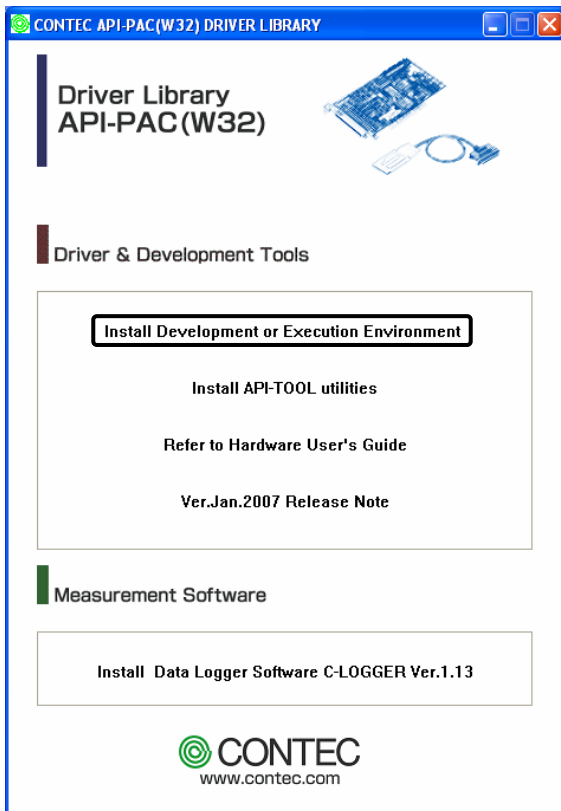 CONTEC API-PAC(W32) DRIVER LIBRARY
Driver Library
API-PAC(W32)
Driver & Development Tools
Install Development or Execution Environment
Install API-TOOL utilities
Refer to Hardware User's Guide
Ver.Jan.2007 Release Note
Measurement Software
Install Data Logger Software C-LOGGER Ver.1.13
CONTEC
www.contec.com